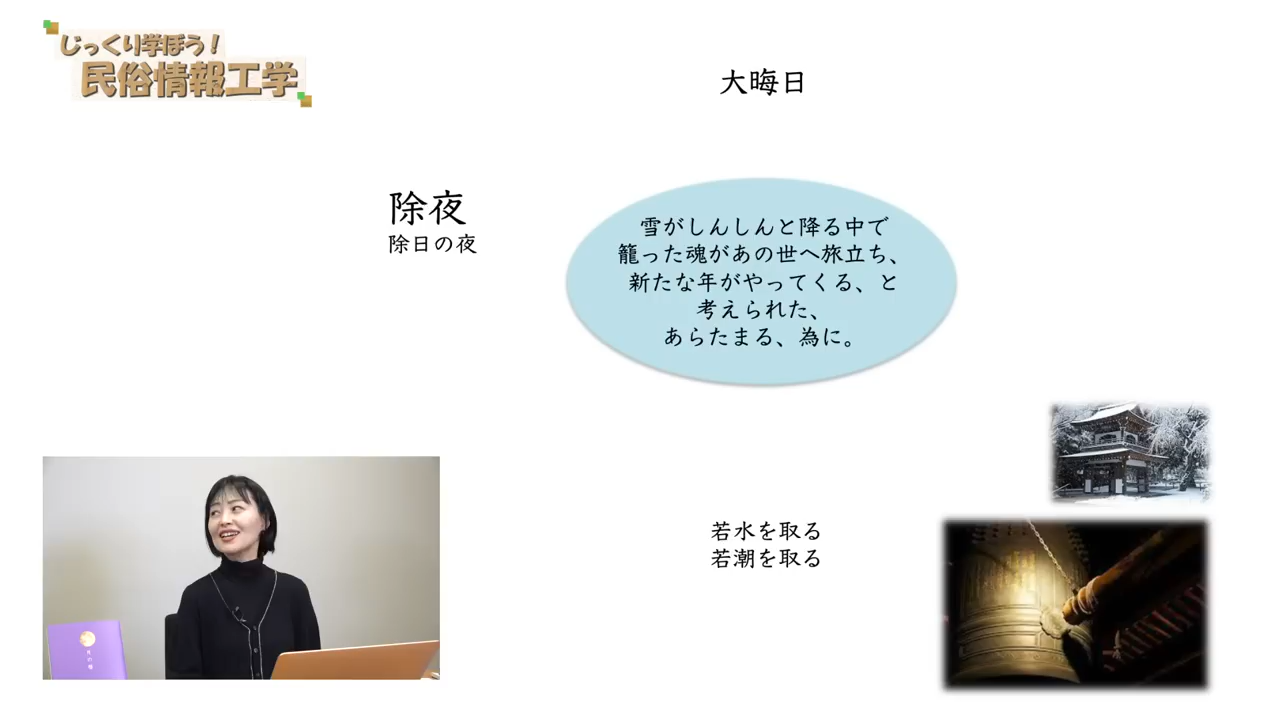 じっくり学ぼう！
民俗情報工学
大晦日
除夜
除日の夜
雪がしんしんと降る中で
籠った魂があの世へ旅立ち、
新たな年がやってくる、と
考えられた、
あらたまる、為に。
若水を取る
若潮を取る